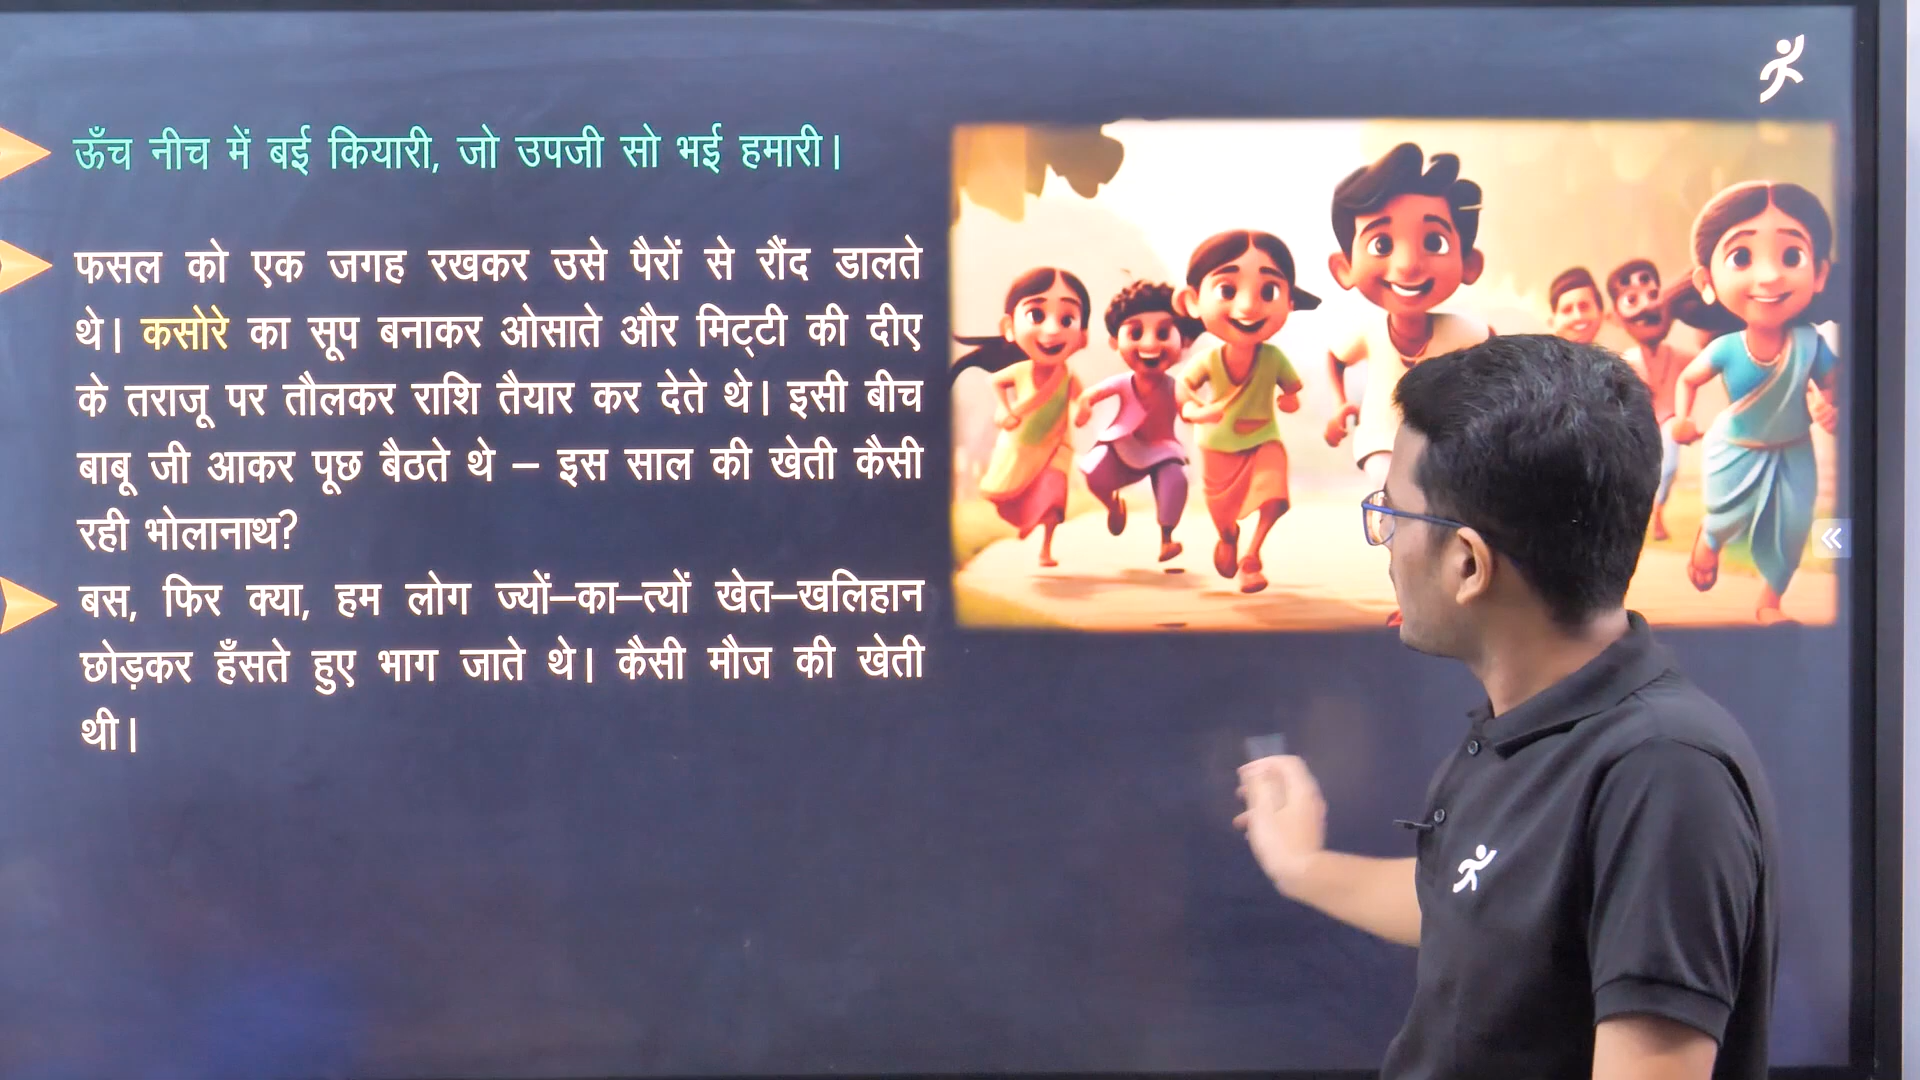 ऊँच नीच में बई कियारी, जो उपजी सो भई हमारी।
फसल को एक जगह रखकर उसे पैरों से रौंद डालते
थे। कसोरे का सूप बनाकर ओसाते और मिट्टी की दीए
के तराजू पर तौलकर राशि तैयार कर देते थे। इसी बीच
बाबू जी आकर पूछ बैठते थे – इस साल की खेती कैसी
रही भोलानाथ?
बस, फिर क्या, हम लोग ज्यों–का–त्यों खेत–खलिहान
छोड़कर हँसते हुए भाग जाते थे। कैसी मौज की खेती
थी।